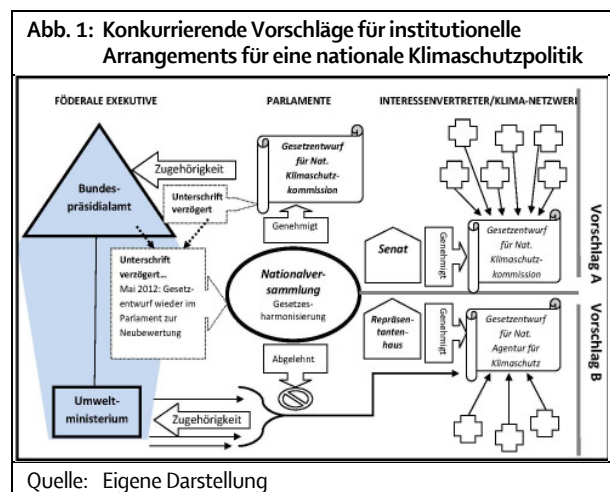 Abb. 1: Konkurrierende Vorschläge für institutionelle
Arrangements für eine nationale Klimaschutzpolitik
FÖDERALE EXEKUTIVE
PARLAMENTE
INTERESSENVERTRETER/KLIMA-NETZWERK
Bundes-
präsidialamt
Zugehörigkeit
Unterschrift
verzögert
Gesetzentwurf
für Nat.
Klimaschutz-
kommission
Genehmigt
Unterschrift
verzögert...
Mai 2012: Gesetz-
entwurf wieder im
Parlament zur
Neubewertung
Nationalver-
sammlung
Gesetzes-
harmonisierung
Senat
Genehmigt
Gesetzentwurf
für Nat.
Klimaschutz-
kommission
Vorschlag A
Repräsen-
tanten-
haus
Genehmigt
Gesetzentwurf
für Nat.
Agentur für
Klimaschutz
Vorschlag B
Abgelehnt
Umwelt-
ministerium
Zugehörigkeit
Quelle: Eigene Darstellung